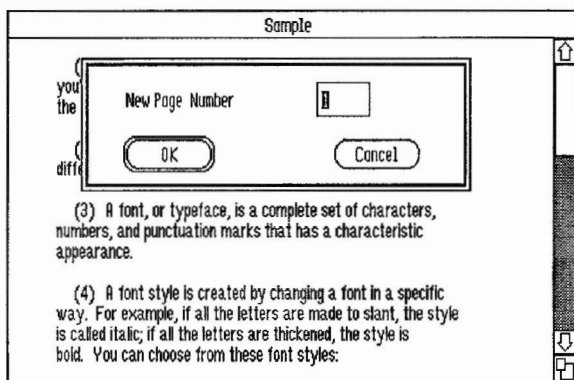 Sample
(
you
the
New Page Number
1
OK
Cancel
(
diffe
(3) A font, or typeface, is a complete set of characters,
numbers, and punctuation marks that has a characteristic
appearance.
(4) A font style is created by changing a font in a specific
way. For example, if all the letters are made to slant, the style
is called italic; if all the letters are thickened, the style is
bold. You can choose from these font styles: